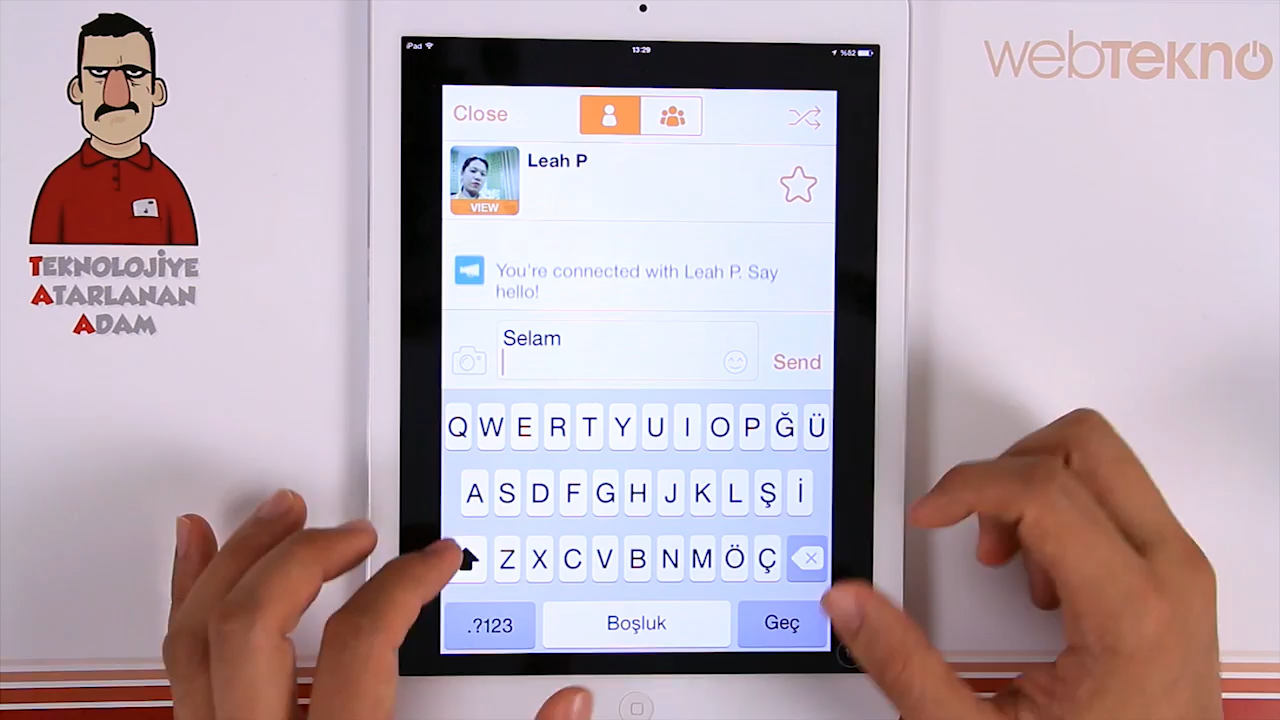 iPad
13:29
%82
webTEKNO
TEKNOLOJİYE
ATARLANAN
ADAM
Close
Leah P
VIEW
You're connected with Leah P. Say
hello!
Selam
Send
Q W E R T Y U I O P Ğ Ü
A S D F G H J K L Ş İ
Z X C V B N M Ö Ç
.?123
Boşluk
Geç